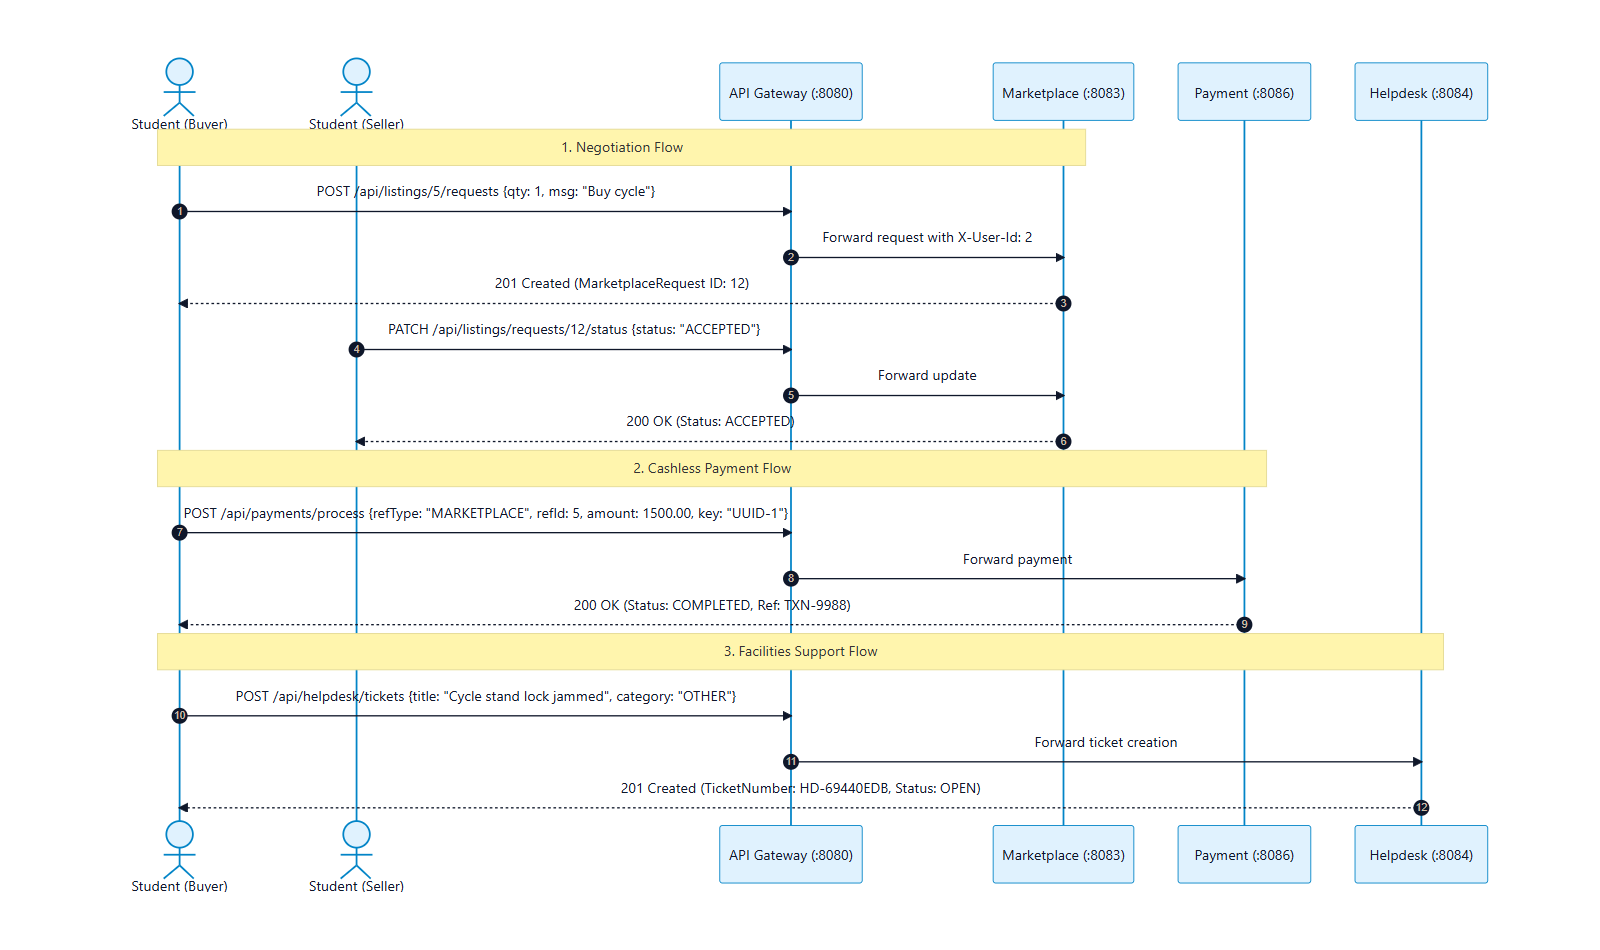 Student (Buyer)
Student (Seller)
API Gateway (:8080)
Marketplace (:8083)
Payment (:8086)
Helpdesk (:8084)
1. Negotiation Flow
POST /api/listings/5/requests {qty: 1, msg: "Buy cycle"}
1
Forward request with X-User-Id: 2
2
201 Created (MarketplaceRequest ID: 12)
3
PATCH /api/listings/requests/12/status {status: "ACCEPTED"}
4
Forward update
5
200 OK (Status: ACCEPTED)
6
2. Cashless Payment Flow
POST /api/payments/process {refType: "MARKETPLACE", refId: 5, amount: 1500.00, key: "UUID-1"}
7
Forward payment
8
200 OK (Status: COMPLETED, Ref: TXN-9988)
9
3. Facilities Support Flow
POST /api/helpdesk/tickets {title: "Cycle stand lock jammed", category: "OTHER"}
10
Forward ticket creation
11
201 Created (TicketNumber: HD-69440EDB, Status: OPEN)
12
Student (Buyer)
Student (Seller)
API Gateway (:8080)
Marketplace (:8083)
Payment (:8086)
Helpdesk (:8084)